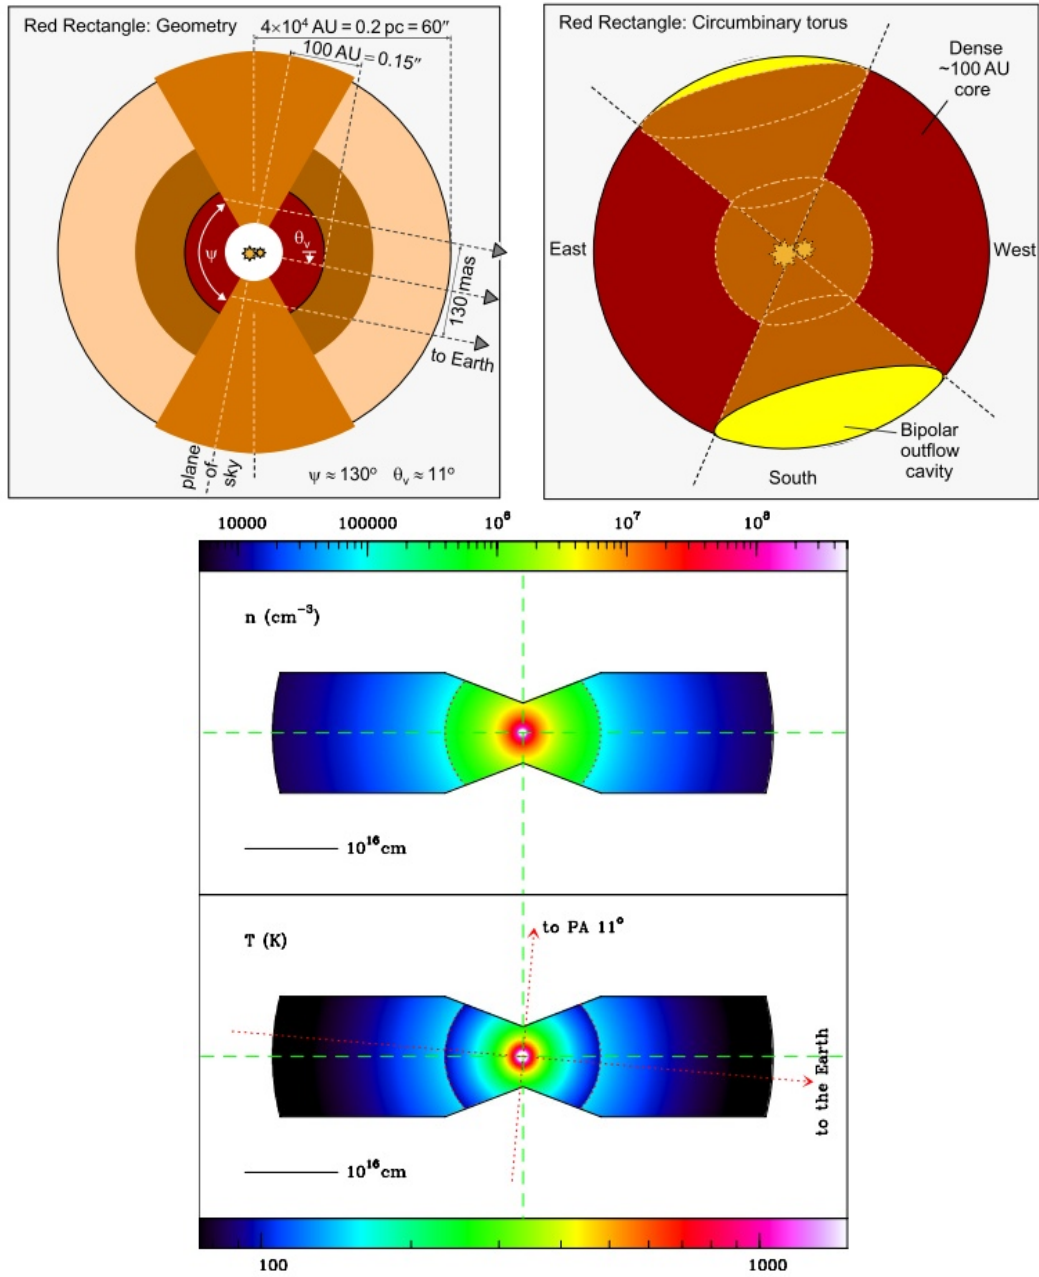 Red Rectangle: Geometry
4×10⁴ AU = 0.2 pc = 60″
100 AU = 0.15″
ψ
θᵥ
130 mas
to Earth
plane
of
sky
ψ ≈ 130° θᵥ ≈ 11°
Red Rectangle: Circumbinary torus
Dense
~100 AU
core
East
West
Bipolar
outflow
cavity
South
10000 100000 10⁶ 10⁷ 10⁸
n (cm⁻³)
10¹⁶cm
T (K)
to PA 11°
to the Earth
10¹⁶cm
100 1000